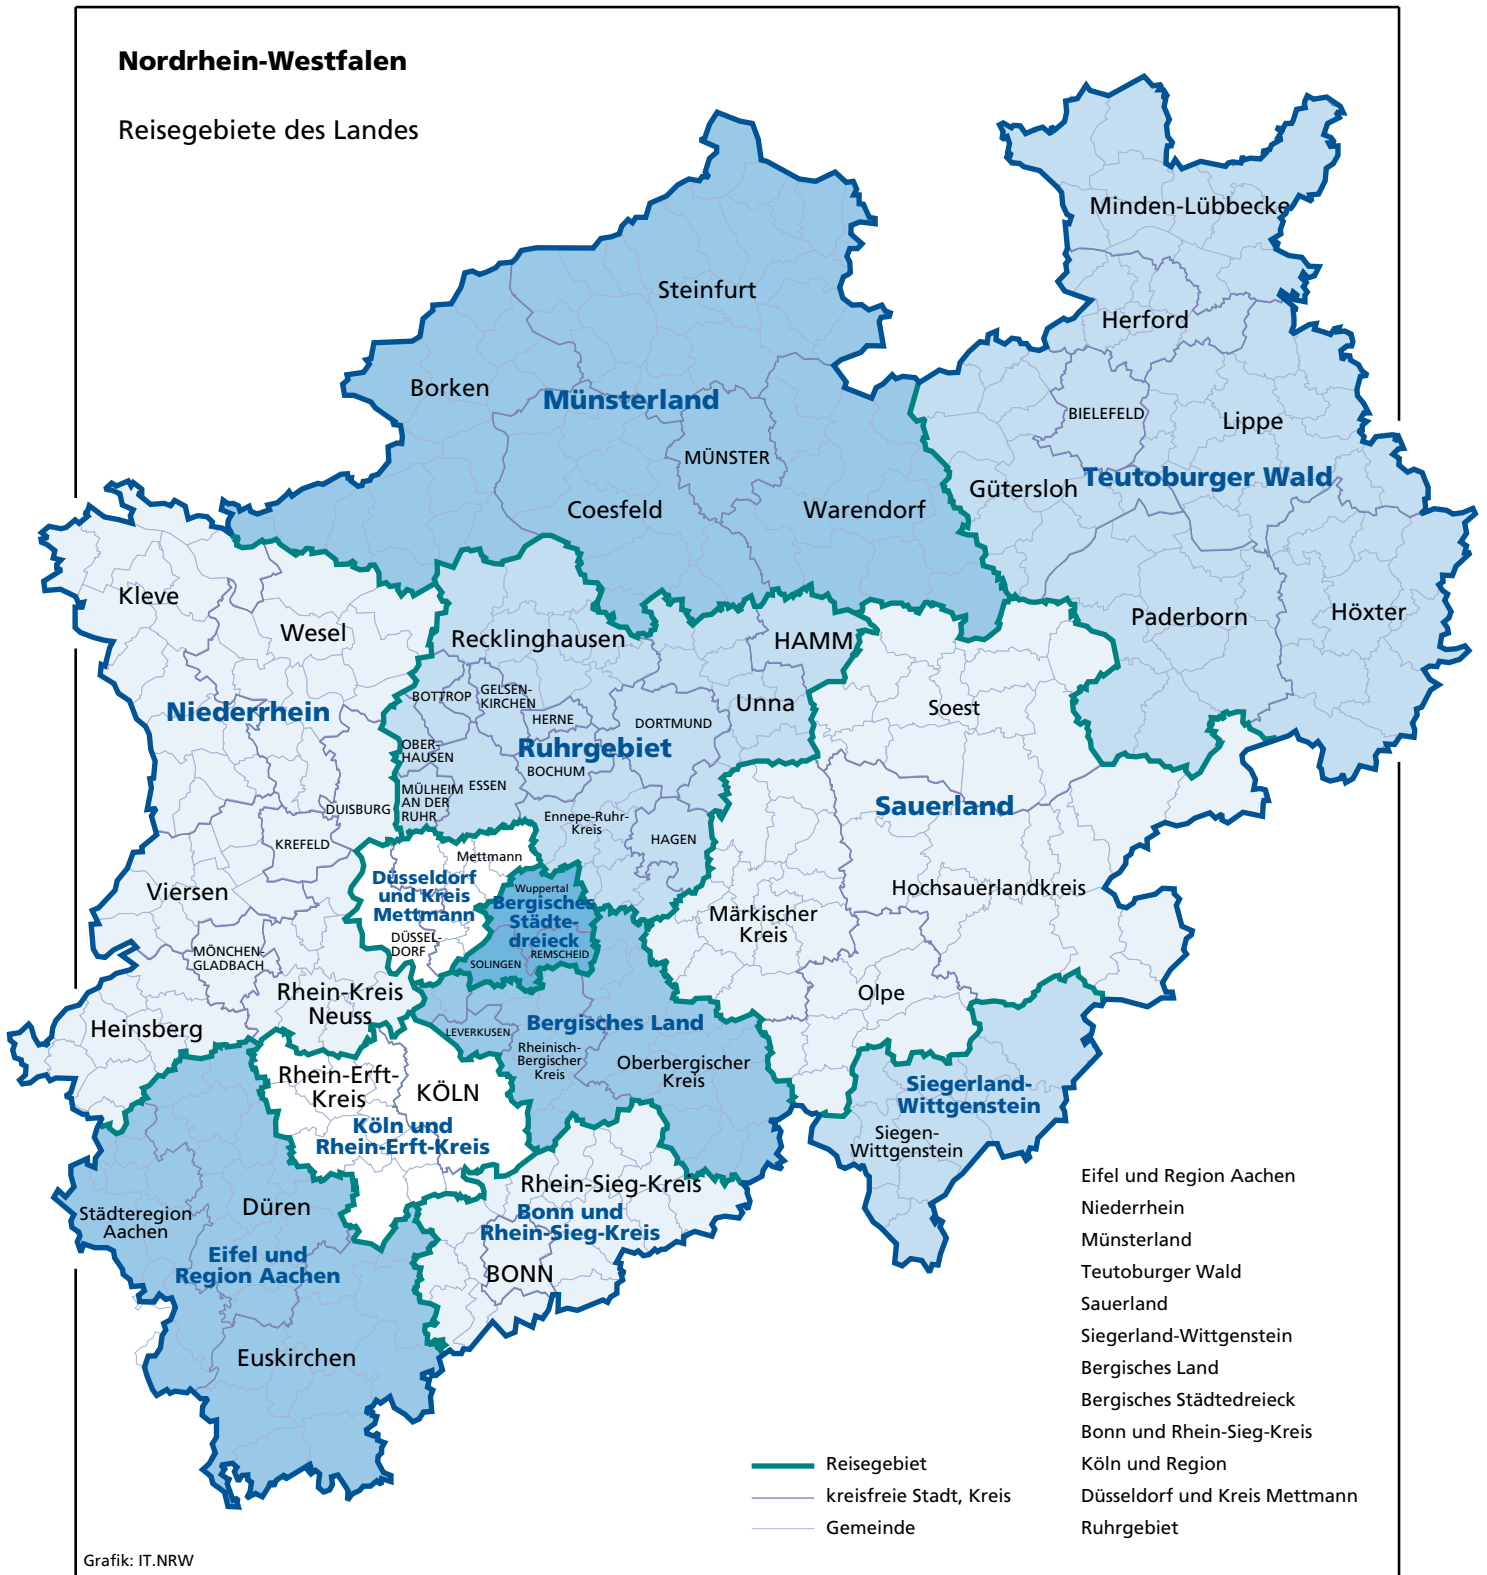 Nordrhein-Westfalen
Reisegebiete des Landes
Minden-Lübbecke
Steinfurt
Herford
Borken
Münsterland
BIELEFELD
Lippe
MÜNSTER
Teutoburger Wald
Gütersloh
Coesfeld
Warendorf
Kleve
Wesel
Recklinghausen
HAMM
Paderborn
Höxter
BOTTROP
GELSEN-
KIRCHEN
Unna
Soest
Niederrhein
HERNE
DORTMUND
OBER-
HAUSEN
Ruhrgebiet
BOCHUM
MÜLHEIM
AN DER
RUHR
ESSEN
DUISBURG
Sauerland
Ennepe-Ruhr-
Kreis
HAGEN
KREFELD
Mettmann
Viersen
Düsseldorf
und Kreis
Mettmann
Wuppertal
Bergisches
Städte-
dreieck
Hochsauerlandkreis
Märkischer
Kreis
MÖNCHEN-
GLADBACH
DÜSSEL-
DORF
SOLINGEN
REMSCHEID
Rhein-Kreis
Neuss
Olpe
Heinsberg
LEVERKUSEN
Bergisches Land
Rheinisch-
Bergischer
Kreis
Oberbergischer
Kreis
Rhein-Erft-
Kreis
KÖLN
Siegerland-
Wittgenstein
Köln und
Rhein-Erft-Kreis
Siegen-
Wittgenstein
Rhein-Sieg-Kreis
Bonn und
Rhein-Sieg-Kreis
Städteregion
Aachen
Düren
Eifel und
Region Aachen
BONN
Euskirchen
Eifel und Region Aachen
Niederrhein
Münsterland
Teutoburger Wald
Sauerland
Siegerland-Wittgenstein
Bergisches Land
Bergisches Städtedreieck
Bonn und Rhein-Sieg-Kreis
Köln und Region
Düsseldorf und Kreis Mettmann
Ruhrgebiet
Reisegebiet
kreisfreie Stadt, Kreis
Gemeinde
Grafik: IT.NRW